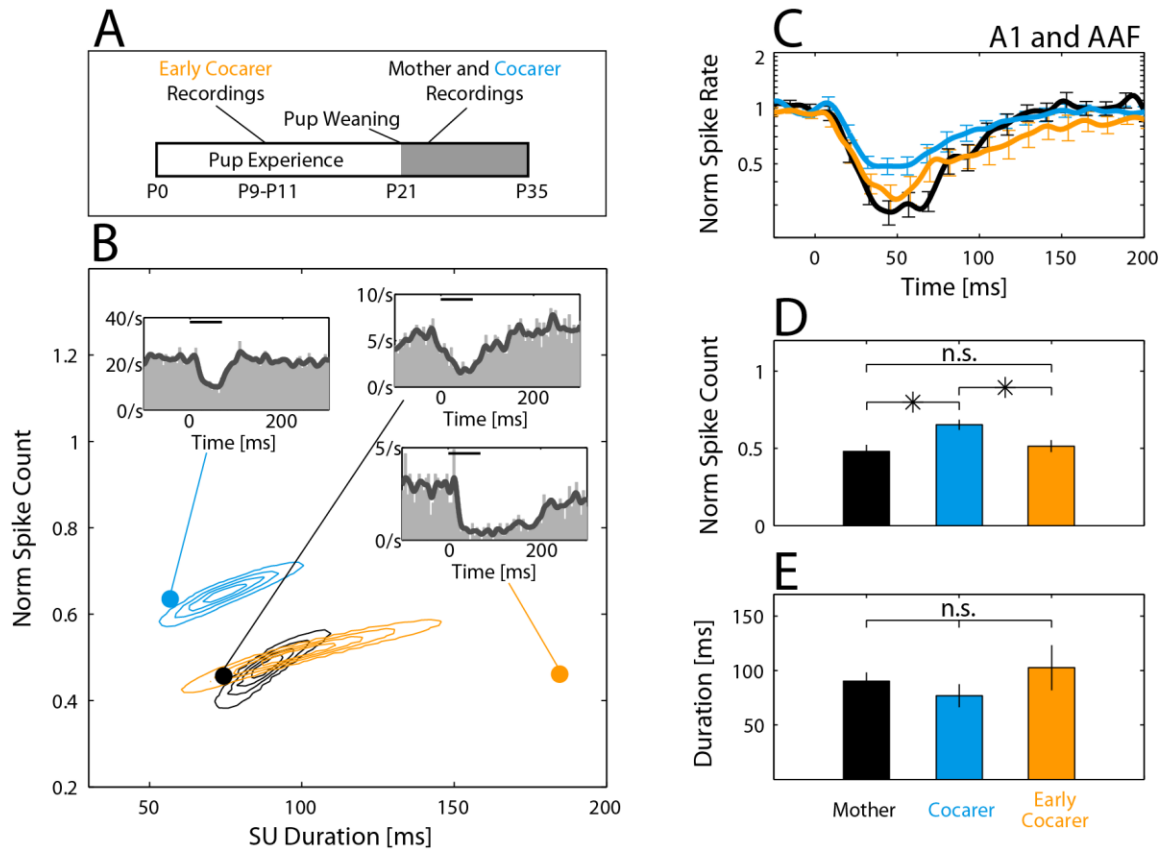 A
Early Cocarer
Recordings
Mother and Cocarer
Recordings
Pup Weaning
Pup Experience
P0
P9-P11
P21
P35
B
Norm Spike Count
1.2
1
0.8
0.6
0.4
0.2
50
100
150
200
SU Duration [ms]
40/s
20/s
0/s
0
200
Time [ms]
10/s
5/s
0/s
0
200
Time [ms]
5/s
0/s
0
200
Time [ms]
C
A1 and AAF
Norm Spike Rate
2
1
0.5
0
50
100
150
200
Time [ms]
D
Norm Spike Count
1
0.5
0
n.s.
E
Duration [ms]
150
100
50
n.s.
Mother
Cocarer
Early
Cocarer